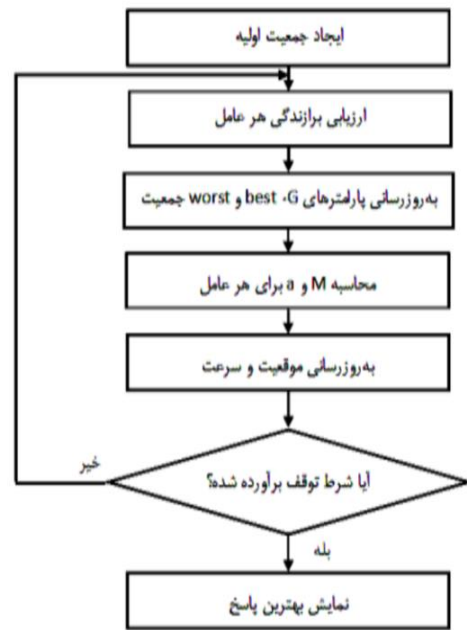 ایجاد جمعیت اولیه
ارزیابی برازندگی هر عامل
به‌روزرسانی پارامترهای G، best و worst جمعیت
محاسبه M و a برای هر عامل
به‌روزرسانی موقعیت و سرعت
آیا شرط توقف برآورده شده؟
خیر
بله
نمایش بهترین پاسخ